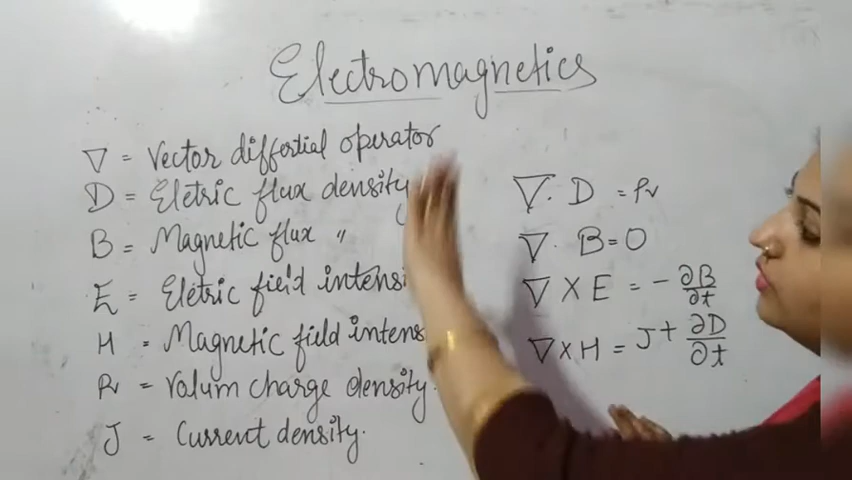 Electromagnetics
∇ = Vector differtial operator
D = Eletric flux density
B = Magnetic flux "
E = Eletric field intensi
H = Magnetic field intens
ρv = Volum charge density.
J = Current density.
∇. D = ρv
∇. B = 0
∇ X E = - ∂B/∂t
∇ X H = J + ∂D/∂t